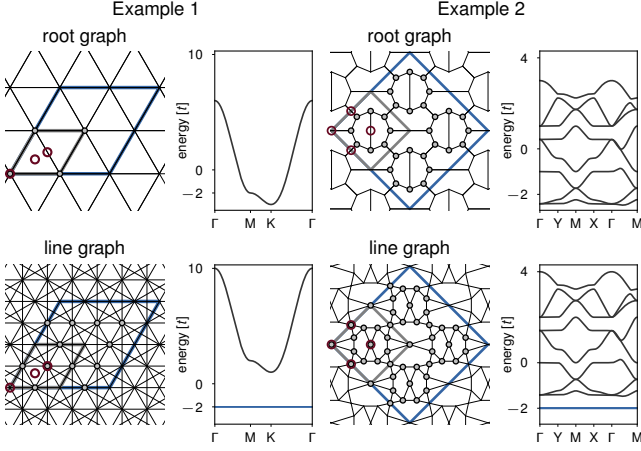 Example 1
Example 2
root graph
root graph
10
0
−2
energy [t]
Γ M K Γ
4
0
−2
energy [t]
Γ Y M X Γ M
line graph
line graph
10
0
−2
energy [t]
Γ M K Γ
4
0
−2
energy [t]
Γ Y M X Γ M